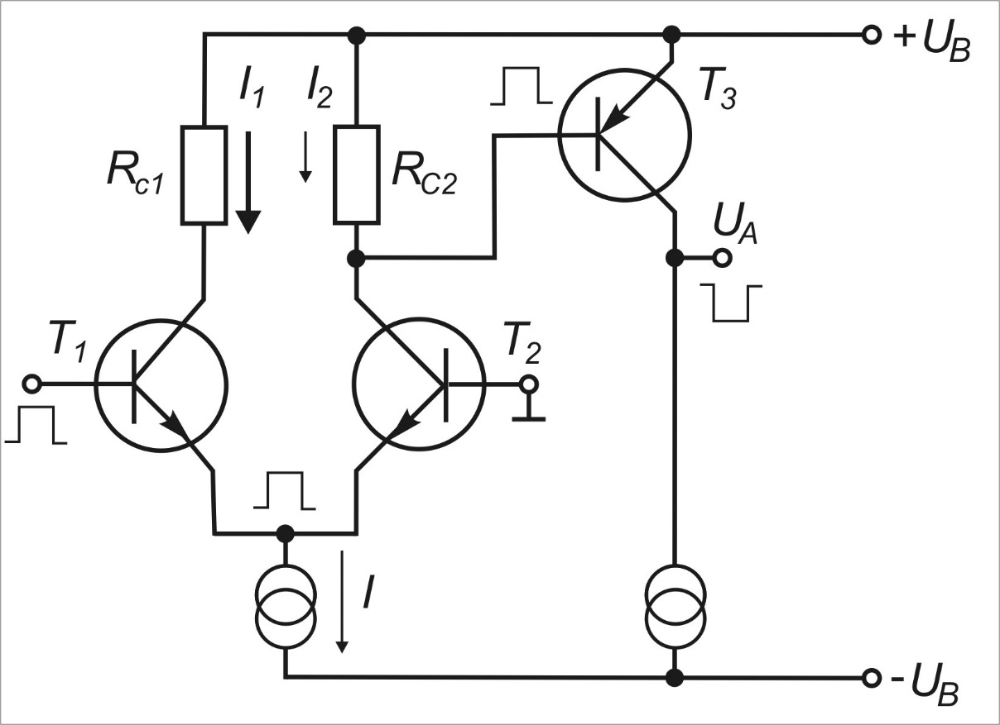 + U_B
I_1
I_2
T_3
R_c1
R_C2
U_A
T_1
T_2
I
- U_B